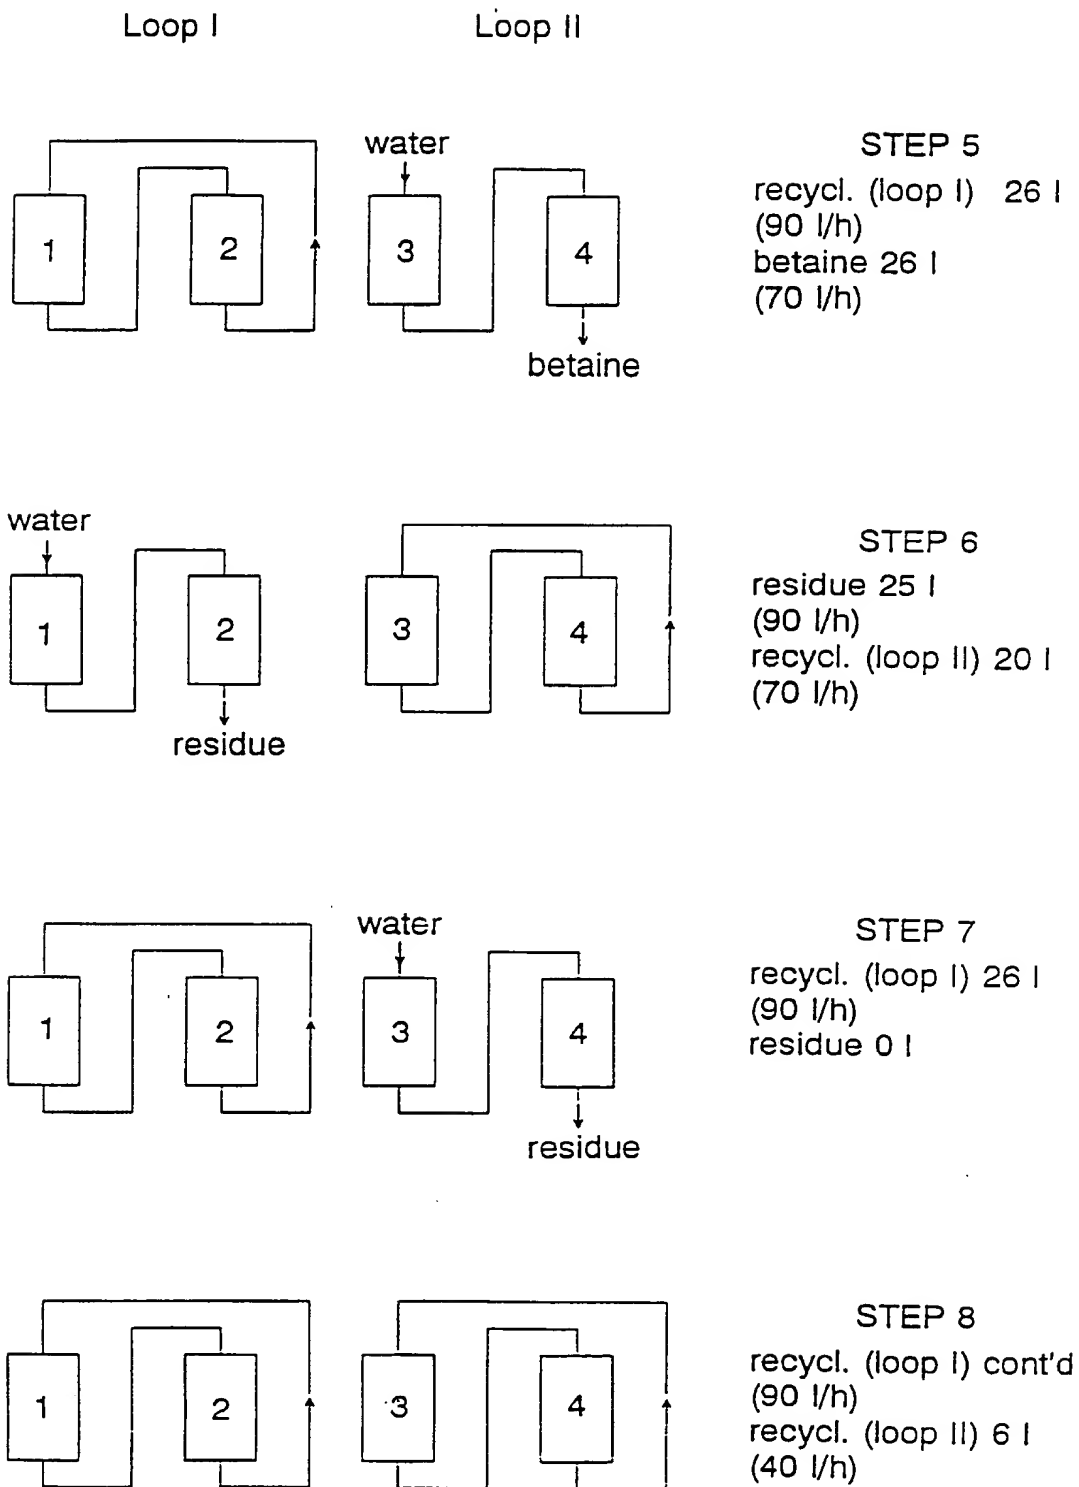 Loop I
Loop II
water
1
2
3
4
betaine
STEP 5
recycl. (loop I) 26 l
(90 l/h)
betaine 26 l
(70 l/h)
water
1
2
3
4
residue
STEP 6
residue 25 l
(90 l/h)
recycl. (loop II) 20 l
(70 l/h)
water
1
2
3
4
residue
STEP 7
recycl. (loop I) 26 l
(90 l/h)
residue 0 l
1
2
3
4
STEP 8
recycl. (loop I) cont'd
(90 l/h)
recycl. (loop II) 6 l
(40 l/h)